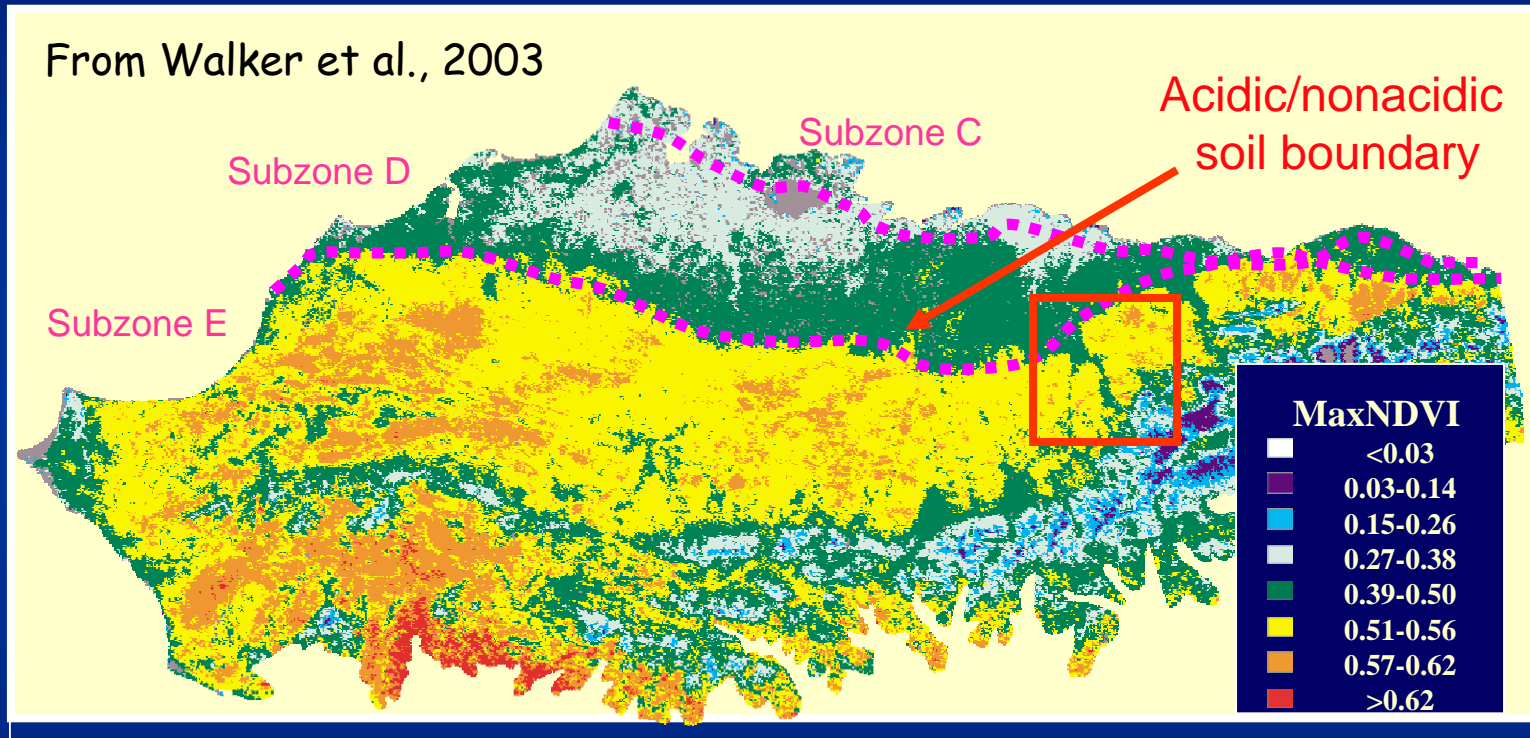 From Walker et al., 2003
Acidic/nonacidic
soil boundary
Subzone C
Subzone D
Subzone E
MaxNDVI
<0.03
0.03-0.14
0.15-0.26
0.27-0.38
0.39-0.50
0.51-0.56
0.57-0.62
>0.62